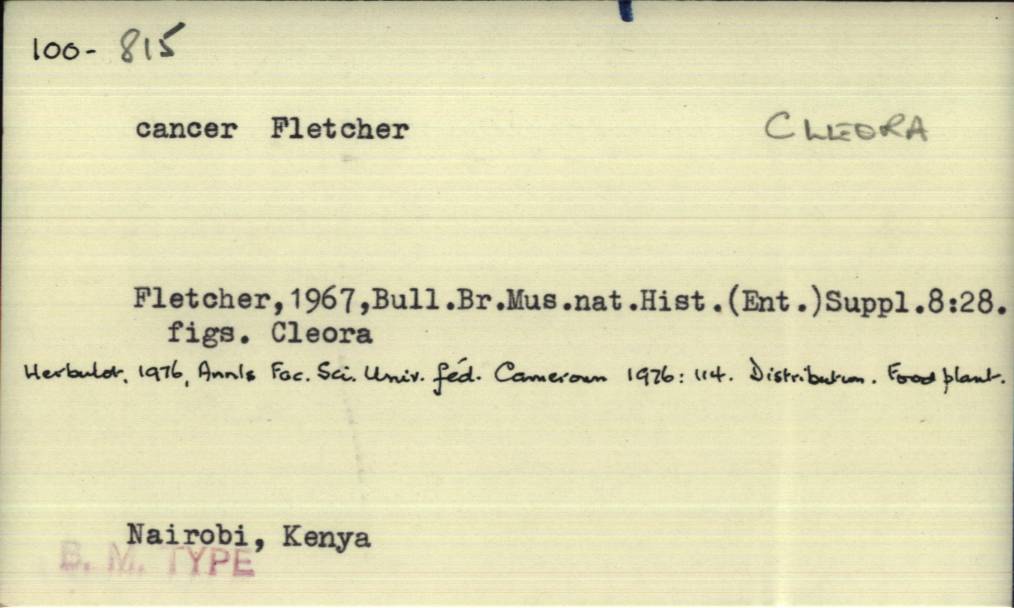 100- 815
cancer Fletcher CLEORA
Fletcher,1967,Bull.Br.Mus.nat.Hist.(Ent.)Suppl.8:28.
figs. Cleora
Herbulot, 1976, Annls Fac. Sci. Univ. féd. Cameroun 1976: 114. Distribution. Food plant.
Nairobi, Kenya
B. M. TYPE